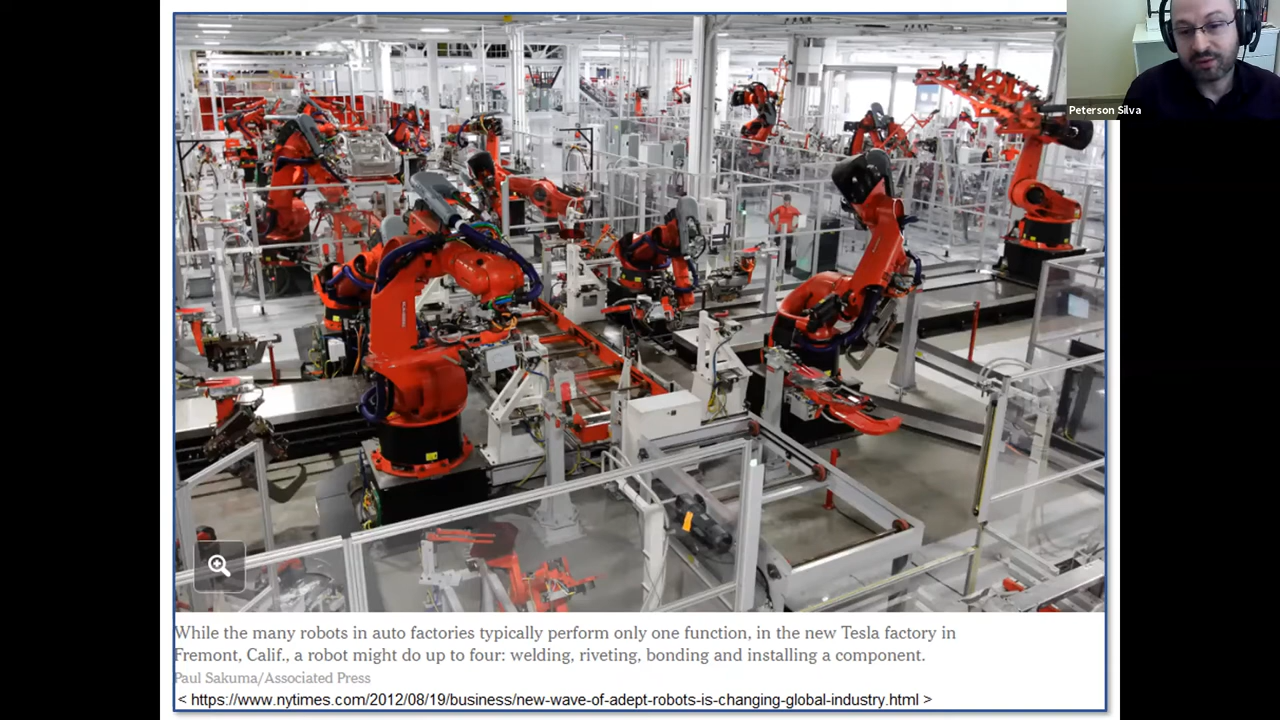 Peterson Silva
While the many robots in auto factories typically perform only one function, in the new Tesla factory in
Fremont, Calif., a robot might do up to four: welding, riveting, bonding and installing a component.
Paul Sakuma/Associated Press
< https://www.nytimes.com/2012/08/19/business/new-wave-of-adept-robots-is-changing-global-industry.html >